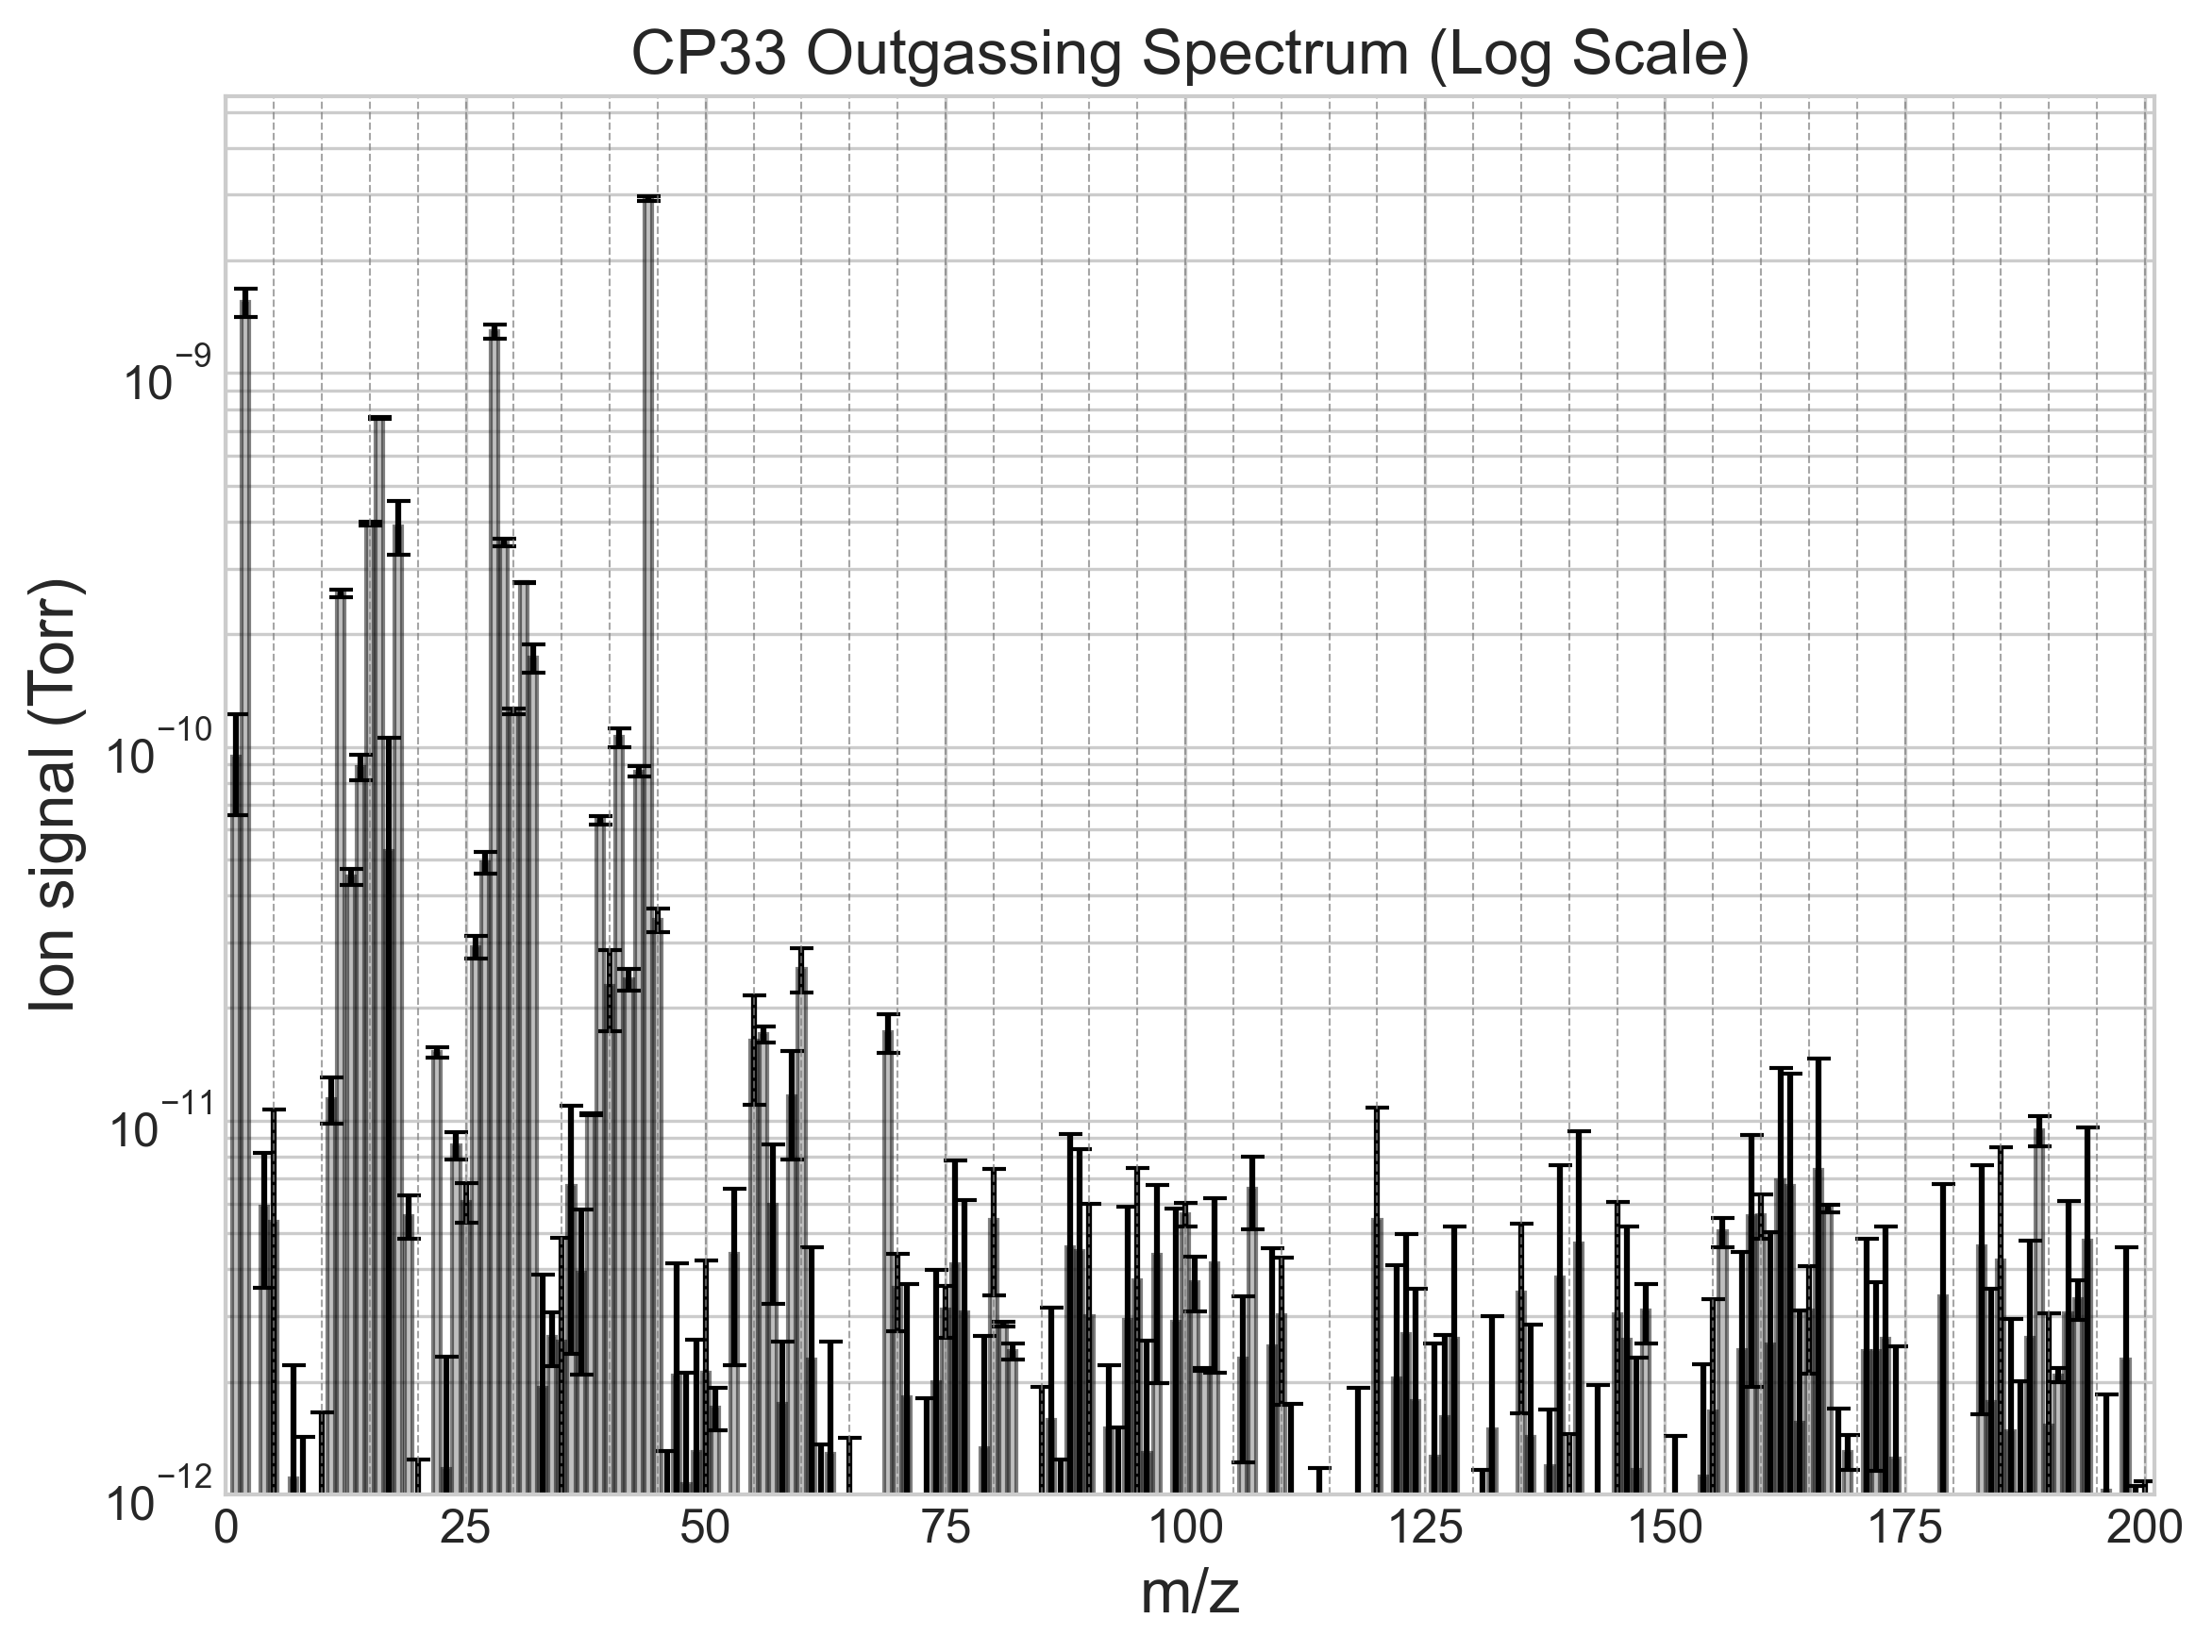 CP33 Outgassing Spectrum (Log Scale)
Ion signal (Torr)
10⁻⁹
10⁻¹⁰
10⁻¹¹
10⁻¹²
0 25 50 75 100 125 150 175 200
m/z